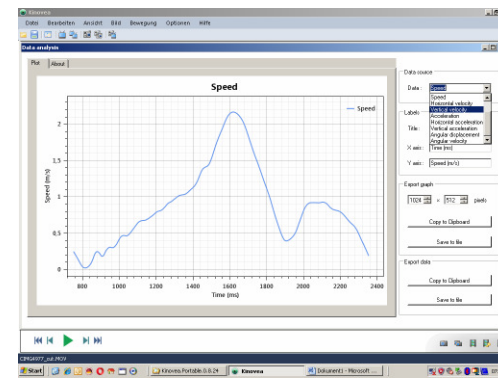 Kinovea
Datei Bearbeiten Ansicht Bild Bewegung Optionen Hilfe
Data analysis
Plot About
Speed
Speed
Speed (m/s)
2
1,5
1
0,5
0
800 1000 1200 1400 1600 1800 2000 2200 2400
Time (ms)
Data source
Data : Speed
Speed
Horizontal velocity
Vertical velocity
Acceleration
Horizontal acceleration
Vertical acceleration
Angular displacement
Angular velocity
Labels
Title :
X axis : Time (ms)
Y axis : Speed (m/s)
Export graph
1024 x 512 pixels
Copy to Clipboard
Save to file
Export data
Copy to Clipboard
Save to file
CIMG4977_cut.MOV
Start
Kinovea.Portable.0.8.24
Kinovea
Dokument1 - Microsoft ...